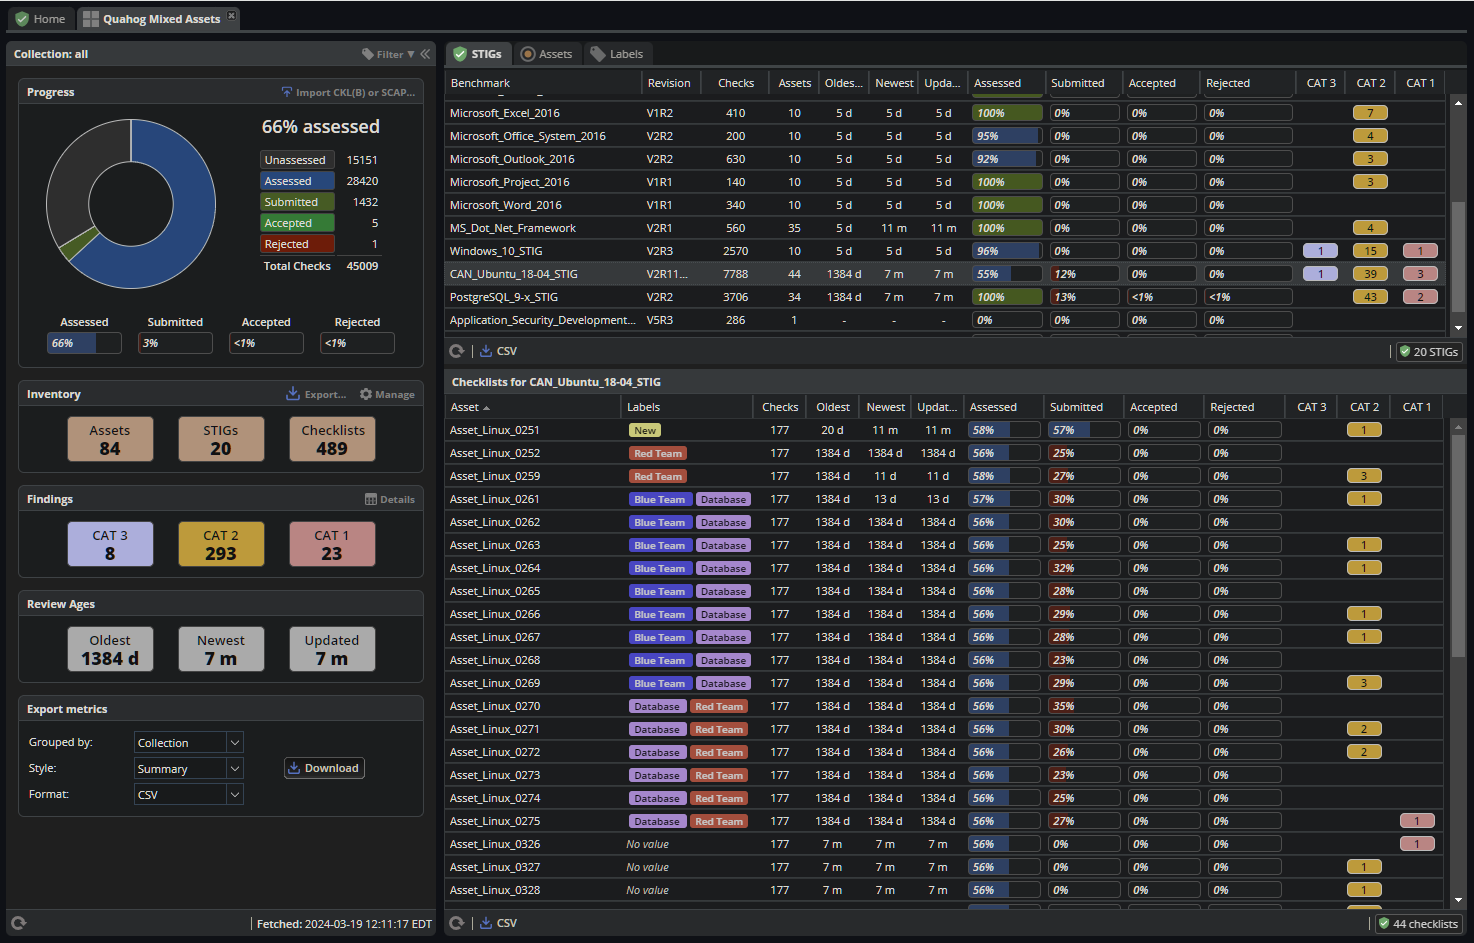 Home
Quahog Mixed Assets
Collection: all
Filter
Progress
Import CKL(B) or SCAP...
66% assessed
Unassessed 15151
Assessed 28420
Submitted 1432
Accepted 5
Rejected 1
Total Checks 45009
Assessed Submitted Accepted Rejected
66% 3% <1% <1%
Inventory
Export... Manage
Assets STIGs Checklists
84 20 489
Findings
Details
CAT 3 CAT 2 CAT 1
8 293 23
Review Ages
Oldest Newest Updated
1384 d 7 m 7 m
Export metrics
Grouped by: Collection
Style: Summary
Format: CSV
Download
Fetched: 2024-03-19 12:11:17 EDT
STIGs Assets Labels
Benchmark Revision Checks Assets Oldes... Newest Upda... Assessed Submitted Accepted Rejected CAT 3 CAT 2 CAT 1
Microsoft_Excel_2016 V1R2 410 10 5 d 5 d 5 d 100% 0% 0% 0% 7
Microsoft_Office_System_2016 V2R2 200 10 5 d 5 d 5 d 95% 0% 0% 0% 4
Microsoft_Outlook_2016 V2R2 630 10 5 d 5 d 5 d 92% 0% 0% 0% 3
Microsoft_Project_2016 V1R1 140 10 5 d 5 d 5 d 100% 0% 0% 0% 3
Microsoft_Word_2016 V1R1 340 10 5 d 5 d 5 d 100% 0% 0% 0%
MS_Dot_Net_Framework V2R1 560 35 5 d 11 m 11 m 100% 0% 0% 0% 4
Windows_10_STIG V2R3 2570 10 5 d 5 d 5 d 96% 0% 0% 0% 1 15 1
CAN_Ubuntu_18-04_STIG V2R11... 7788 44 1384 d 7 m 7 m 55% 12% 0% 0% 1 39 3
PostgreSQL_9-x_STIG V2R2 3706 34 1384 d 7 m 7 m 100% 13% <1% <1% 43 2
Application_Security_Development... V5R3 286 1 - - - 0% 0% 0% 0%
CSV
20 STIGs
Checklists for CAN_Ubuntu_18-04_STIG
Asset Labels Checks Oldest Newest Updat... Assessed Submitted Accepted Rejected CAT 3 CAT 2 CAT 1
Asset_Linux_0251 New 177 20 d 11 m 11 m 58% 57% 0% 0% 1
Asset_Linux_0252 Red Team 177 1384 d 1384 d 1384 d 56% 25% 0% 0%
Asset_Linux_0259 Red Team 177 1384 d 11 d 11 d 58% 27% 0% 0% 3
Asset_Linux_0261 Blue Team Database 177 1384 d 13 d 13 d 57% 30% 0% 0% 1
Asset_Linux_0262 Blue Team Database 177 1384 d 1384 d 1384 d 56% 30% 0% 0%
Asset_Linux_0263 Blue Team Database 177 1384 d 1384 d 1384 d 56% 25% 0% 0% 1
Asset_Linux_0264 Blue Team Database 177 1384 d 1384 d 1384 d 56% 32% 0% 0% 1
Asset_Linux_0265 Blue Team Database 177 1384 d 1384 d 1384 d 56% 28% 0% 0%
Asset_Linux_0266 Blue Team Database 177 1384 d 1384 d 1384 d 56% 29% 0% 0% 1
Asset_Linux_0267 Blue Team Database 177 1384 d 1384 d 1384 d 56% 28% 0% 0% 1
Asset_Linux_0268 Blue Team Database 177 1384 d 1384 d 1384 d 56% 23% 0% 0%
Asset_Linux_0269 Blue Team Database 177 1384 d 1384 d 1384 d 56% 29% 0% 0% 3
Asset_Linux_0270 Database Red Team 177 1384 d 1384 d 1384 d 56% 35% 0% 0%
Asset_Linux_0271 Database Red Team 177 1384 d 1384 d 1384 d 56% 30% 0% 0% 2
Asset_Linux_0272 Database Red Team 177 1384 d 1384 d 1384 d 56% 26% 0% 0% 2
Asset_Linux_0273 Database Red Team 177 1384 d 1384 d 1384 d 56% 23% 0% 0%
Asset_Linux_0274 Database Red Team 177 1384 d 1384 d 1384 d 56% 25% 0% 0%
Asset_Linux_0275 Database Red Team 177 1384 d 1384 d 1384 d 56% 27% 0% 0% 1
Asset_Linux_0326 No value 177 7 m 7 m 7 m 56% 0% 0% 0% 1
Asset_Linux_0327 No value 177 7 m 7 m 7 m 56% 0% 0% 0% 1
Asset_Linux_0328 No value 177 7 m 7 m 7 m 56% 0% 0% 0% 1
CSV
44 checklists